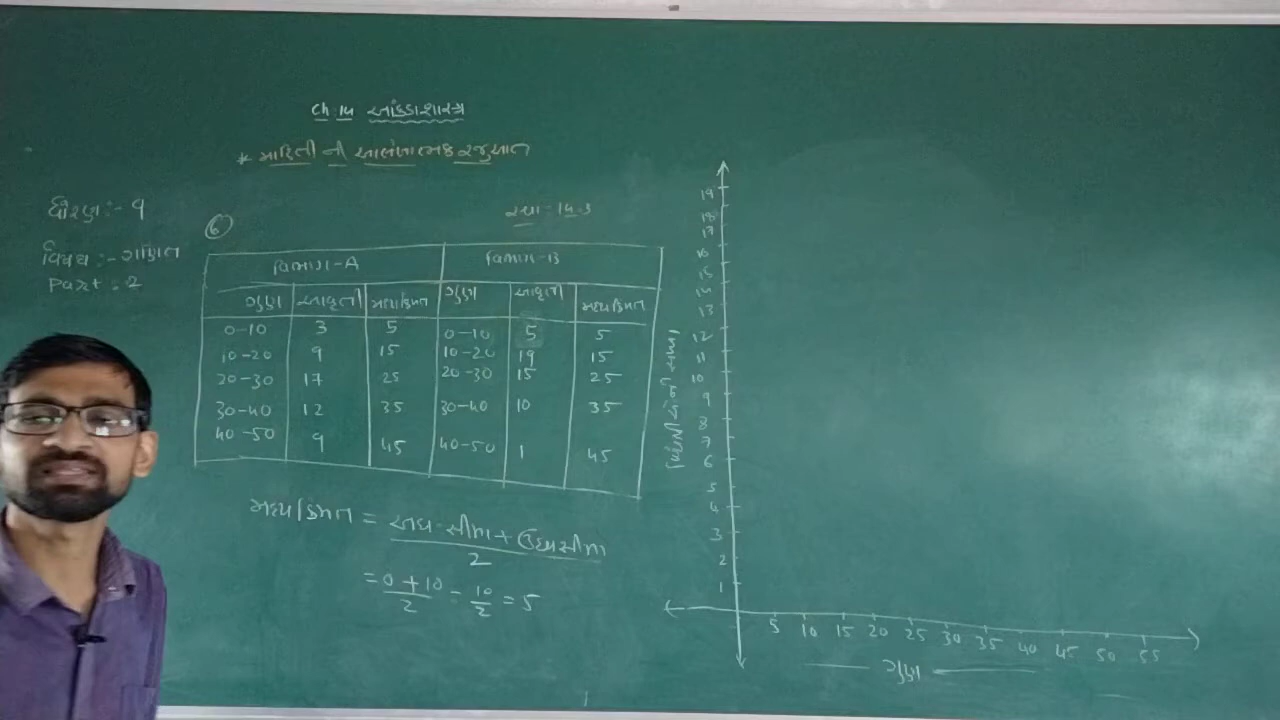 Ch 14 આંકડાશાસ્ત્ર
* માહિતી ની આલેખાત્મક રજુઆત
ધોરણ :- 9
વિષય :- ગણિત
Part : 2
6
સ્વા : 14.3
વિભાગ-A વિભાગ-B
ગુણ આવૃત્તી મધ્યકિંમત ગુણ આવૃત્તી મધ્યકિંમત
0-10 3 5 0-10 5 5
10-20 9 15 10-20 19 15
20-30 17 25 20-30 15 25
30-40 12 35 30-40 10 35
40-50 9 45 40-50 1 45
મધ્યકિંમત = અધઃસીમા + ઉર્ધ્વસીમા
2
= 0 + 10 = 10 = 5
2 2
19
18
17
16
15
14
13
12
11
10
9
8
7
6
5
4
3
2
1
વિદ્યાર્થીઓની સંખ્યા
5 10 15 20 25 30 35 40 45 50 55
ગુણ